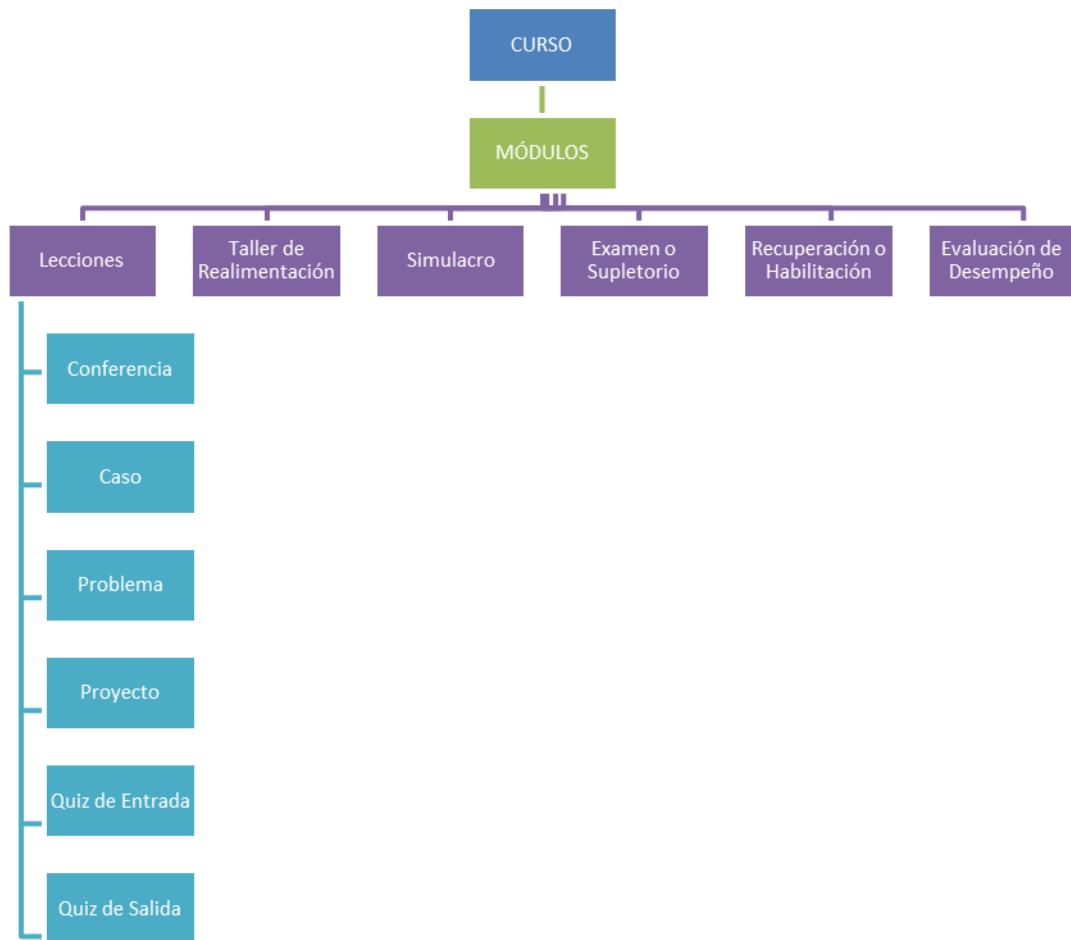 CURSO
MÓDULOS
Lecciones
Taller de
Realimentación
Simulacro
Examen o
Supletorio
Recuperación o
Habilitación
Evaluación de
Desempeño
Conferencia
Caso
Problema
Proyecto
Quiz de Entrada
Quiz de Salida